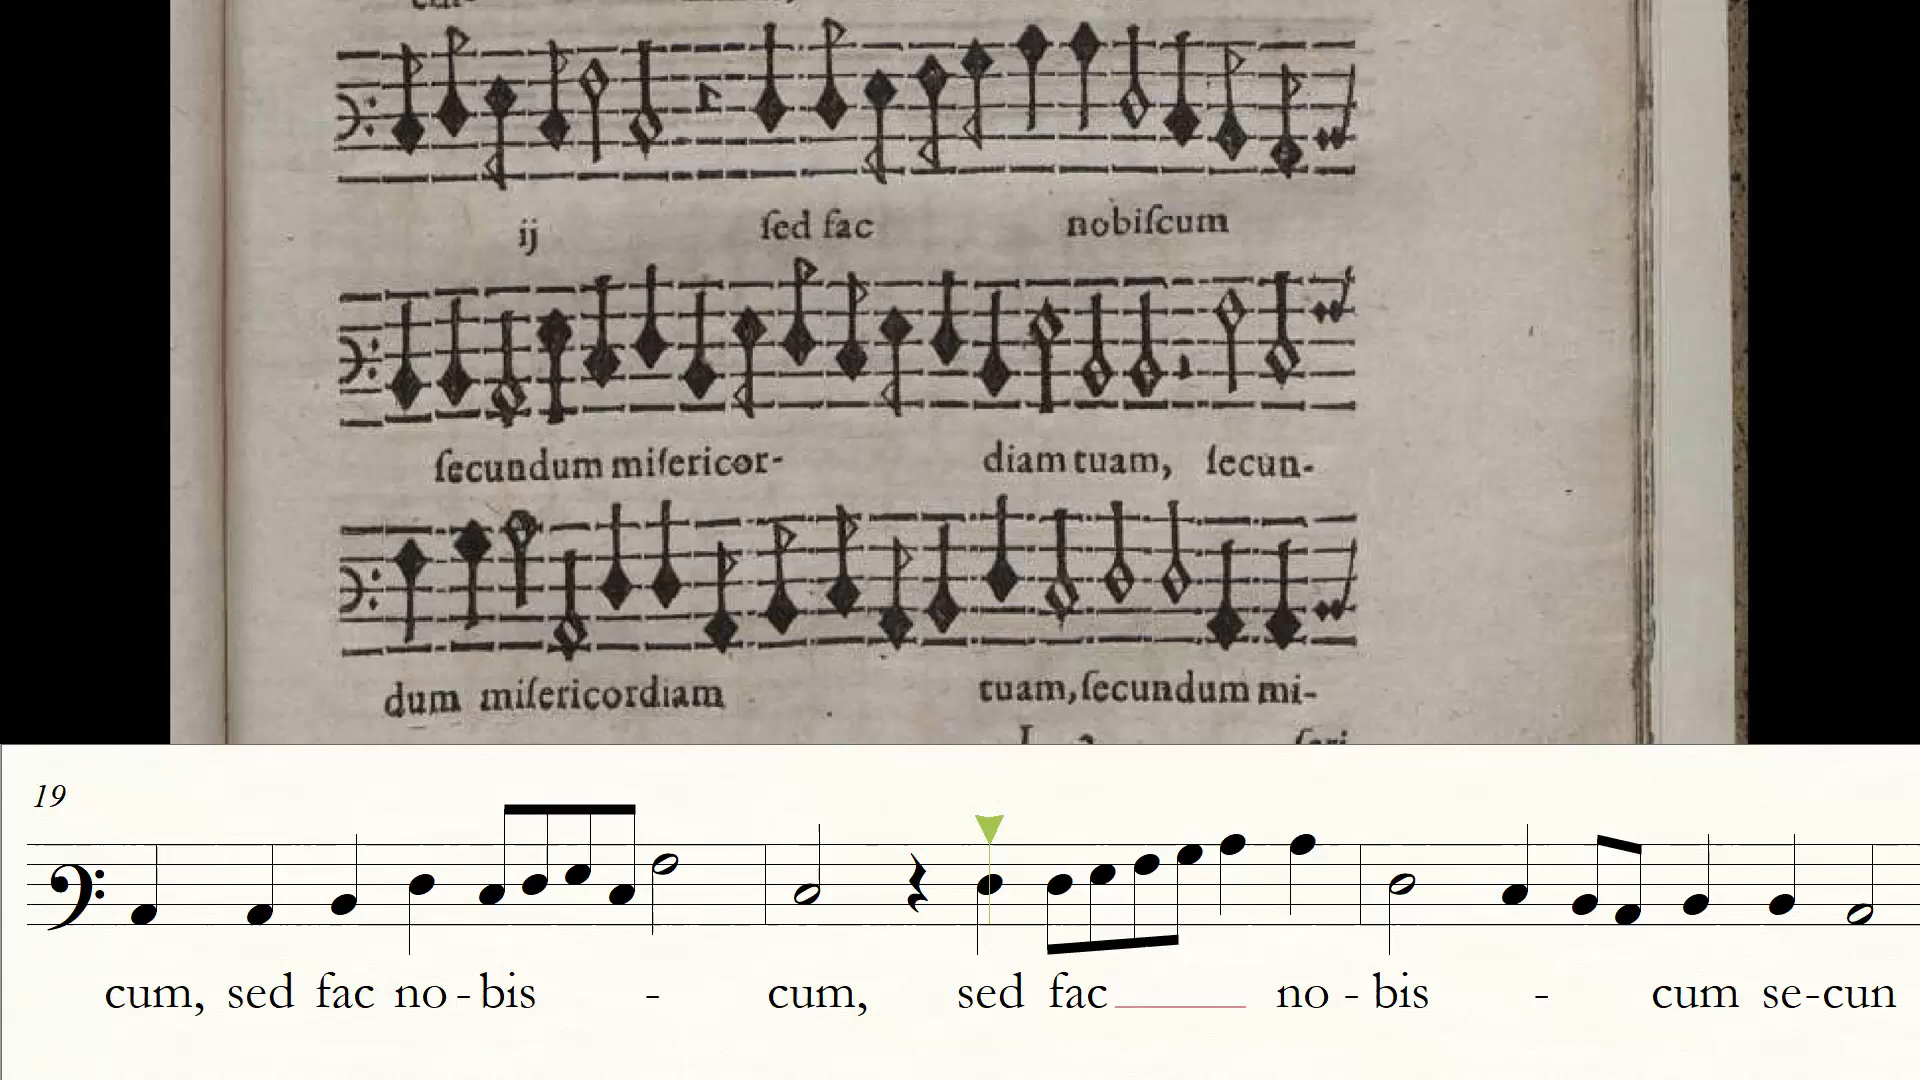 ij ſed fac nobiſcum
ſecundum miſericor- diam tuam, ſecun-
dum miſericordiam tuam, ſecundum mi-
19
cum, sed fac no - bis - cum, sed fac no - bis - cum se-cun